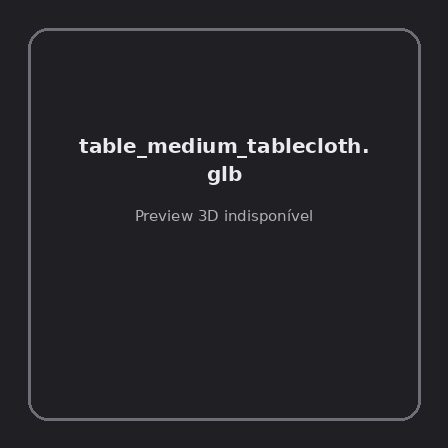 table_medium_tablecloth.
glb
Preview 3D indisponível